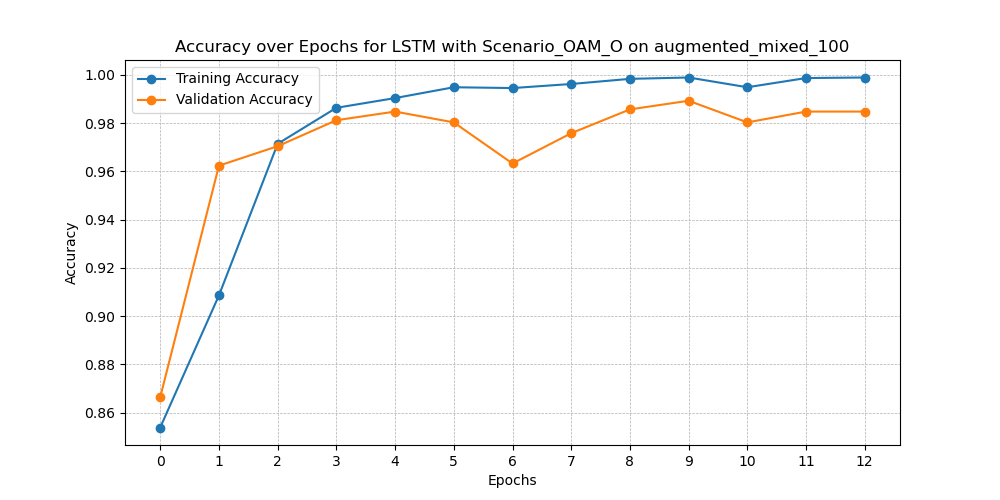 Accuracy over Epochs for LSTM with Scenario_OAM_O on augmented_mixed_100
Training Accuracy
Validation Accuracy
Accuracy
1.00
0.98
0.96
0.94
0.92
0.90
0.88
0.86
0 1 2 3 4 5 6 7 8 9 10 11 12
Epochs